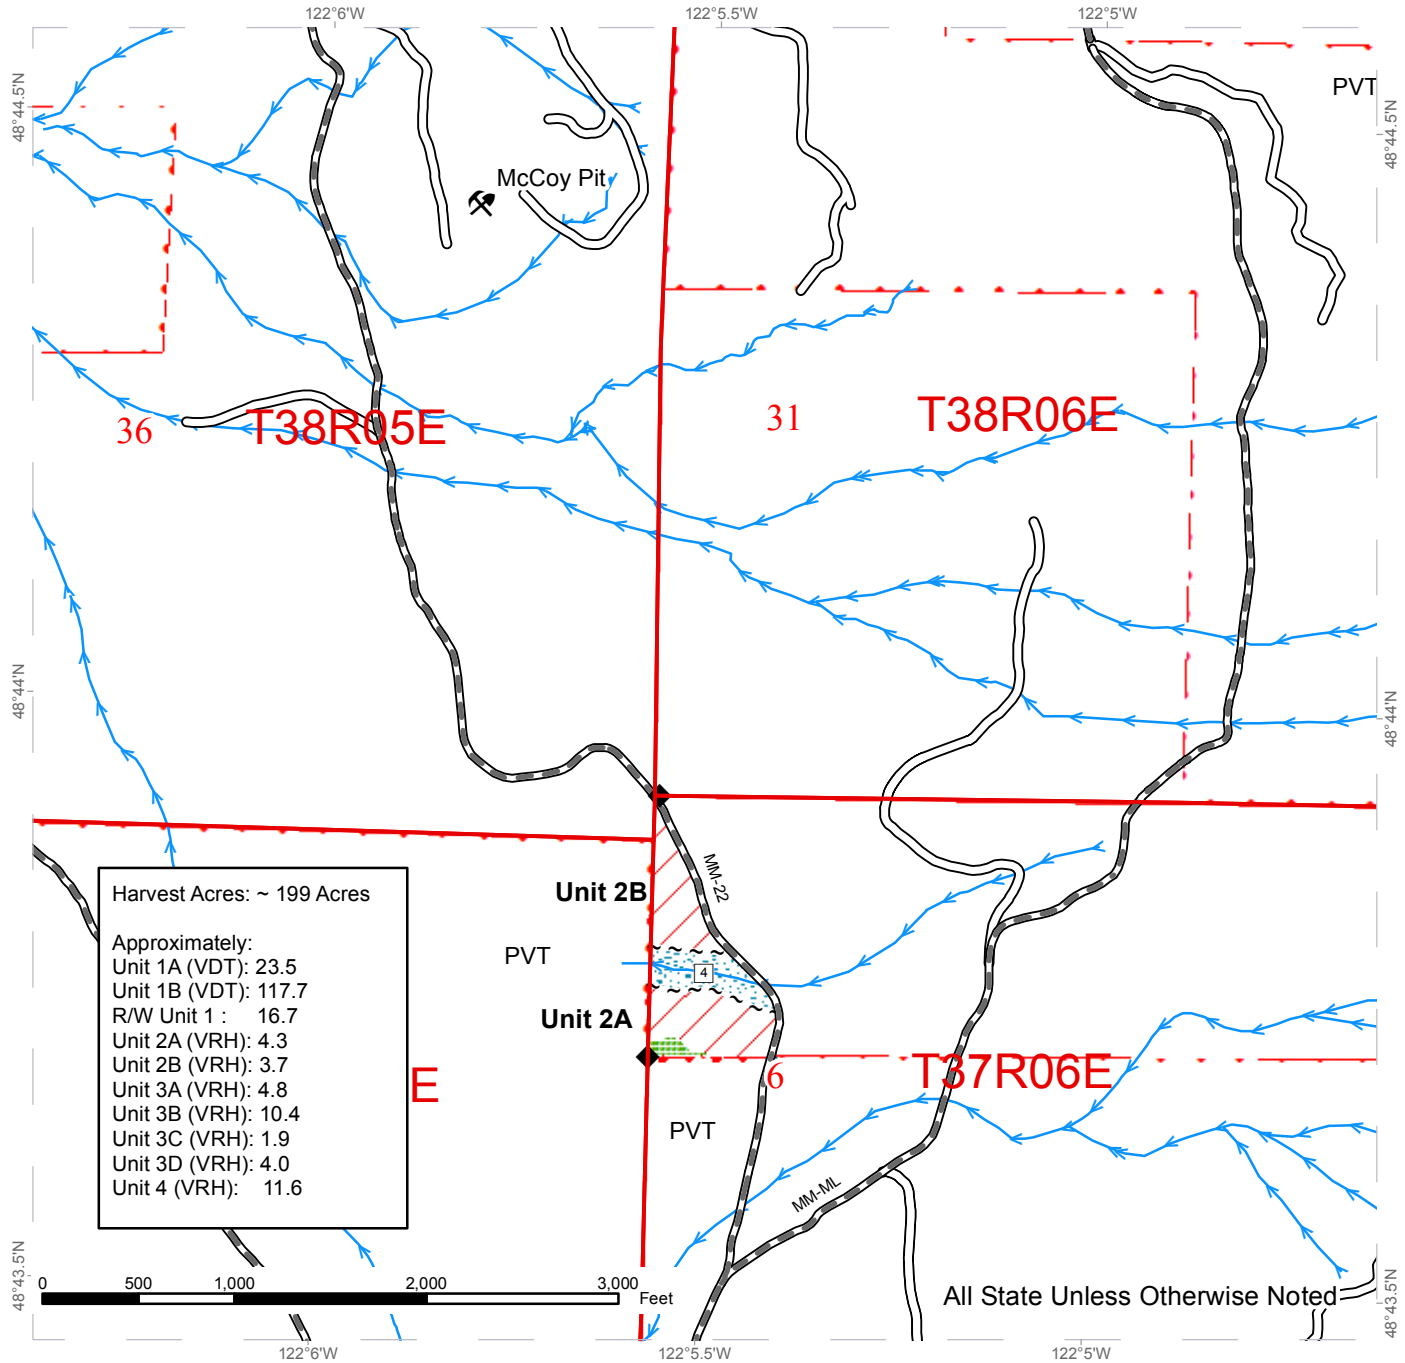 122°6'W
122°5.5'W
122°5'W
48°44.5'N
48°44.5'N
PVT
McCoy Pit
36
T38R05E
31
T38R06E
48°44'N
48°44'N
MM-22
Unit 2B
PVT
4
Unit 2A
6
T37R06E
E
PVT
MM-ML
Harvest Acres: ~ 199 Acres
Approximately:
Unit 1A (VDT): 23.5
Unit 1B (VDT): 117.7
R/W Unit 1 : 16.7
Unit 2A (VRH): 4.3
Unit 2B (VRH): 3.7
Unit 3A (VRH): 4.8
Unit 3B (VRH): 10.4
Unit 3C (VRH): 1.9
Unit 3D (VRH): 4.0
Unit 4 (VRH): 11.6
48°43.5'N
48°43.5'N
0 500 1,000 2,000 3,000
Feet
All State Unless Otherwise Noted
122°6'W
122°5.5'W
122°5'W